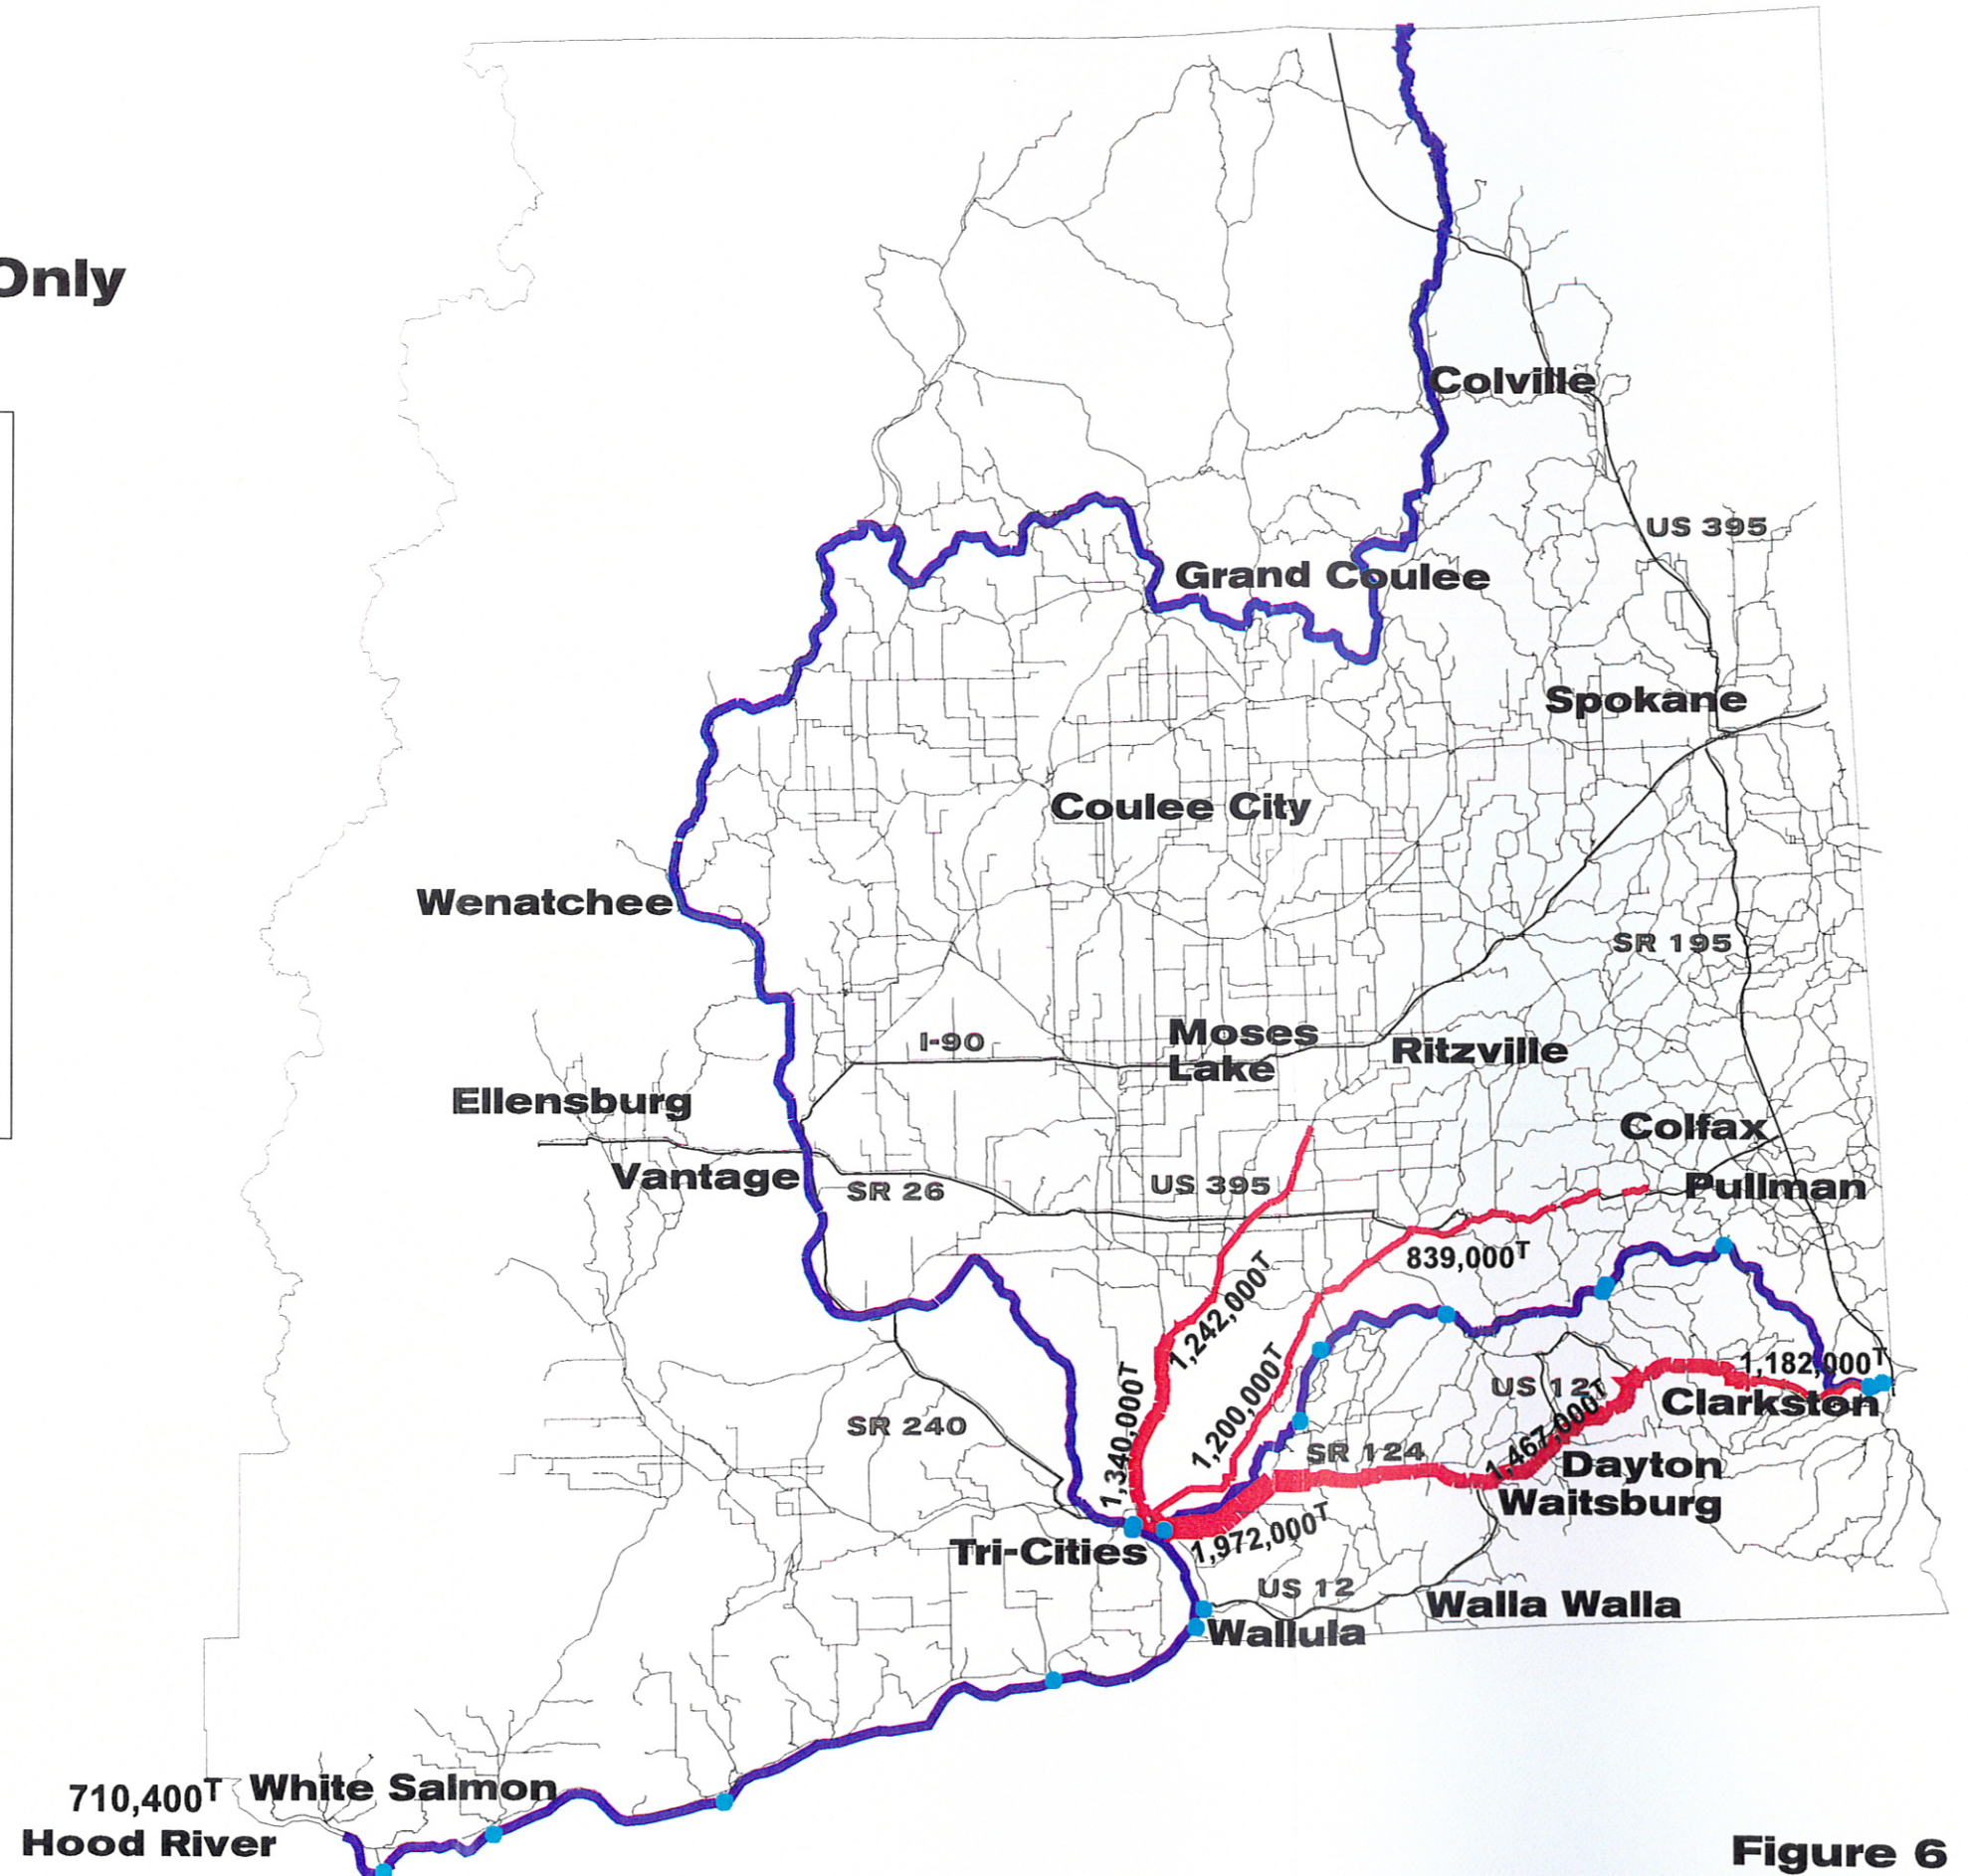 Only
Colville
US 395
Grand Coulee
Spokane
Coulee City
Wenatchee
SR 195
I-90
Moses
Lake
Ritzville
Ellensburg
Colfax
Vantage
SR 26
US 395
Pullman
839,000T
1,242,000T
1,340,000T
1,200,000T
1,182,000T
US 12
Clarkston
1,467,000T
SR 240
SR 124
Dayton
Waitsburg
1,972,000T
Tri-Cities
US 12
Walla Walla
Wallula
710,400T
White Salmon
Hood River
Figure 6